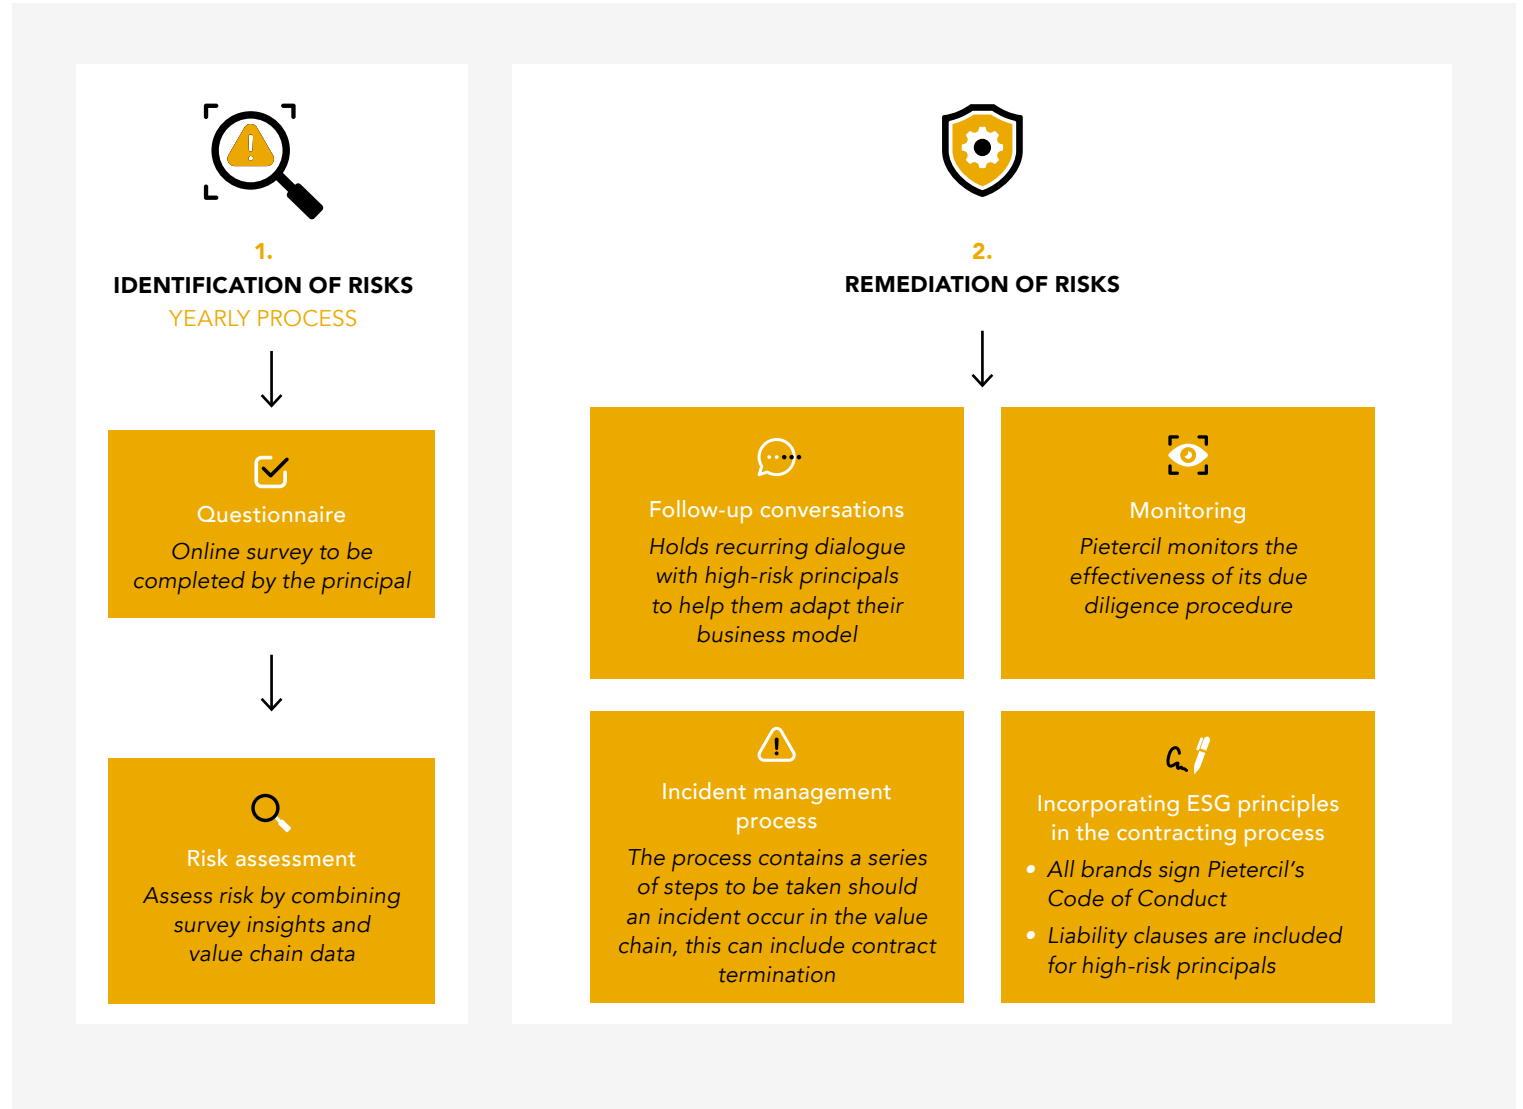 1.
IDENTIFICATION OF RISKS
YEARLY PROCESS
Questionnaire
Online survey to be
completed by the principal
Risk assessment
Assess risk by combining
survey insights and
value chain data
2.
REMEDIATION OF RISKS
Follow-up conversations
Holds recurring dialogue
with high-risk principals
to help them adapt their
business model
Monitoring
Pietercil monitors the
effectiveness of its due
diligence procedure
Incident management
process
The process contains a series
of steps to be taken should
an incident occur in the value
chain, this can include contract
termination
Incorporating ESG principles
in the contracting process
• All brands sign Pietercil’s
Code of Conduct
• Liability clauses are included
for high-risk principals